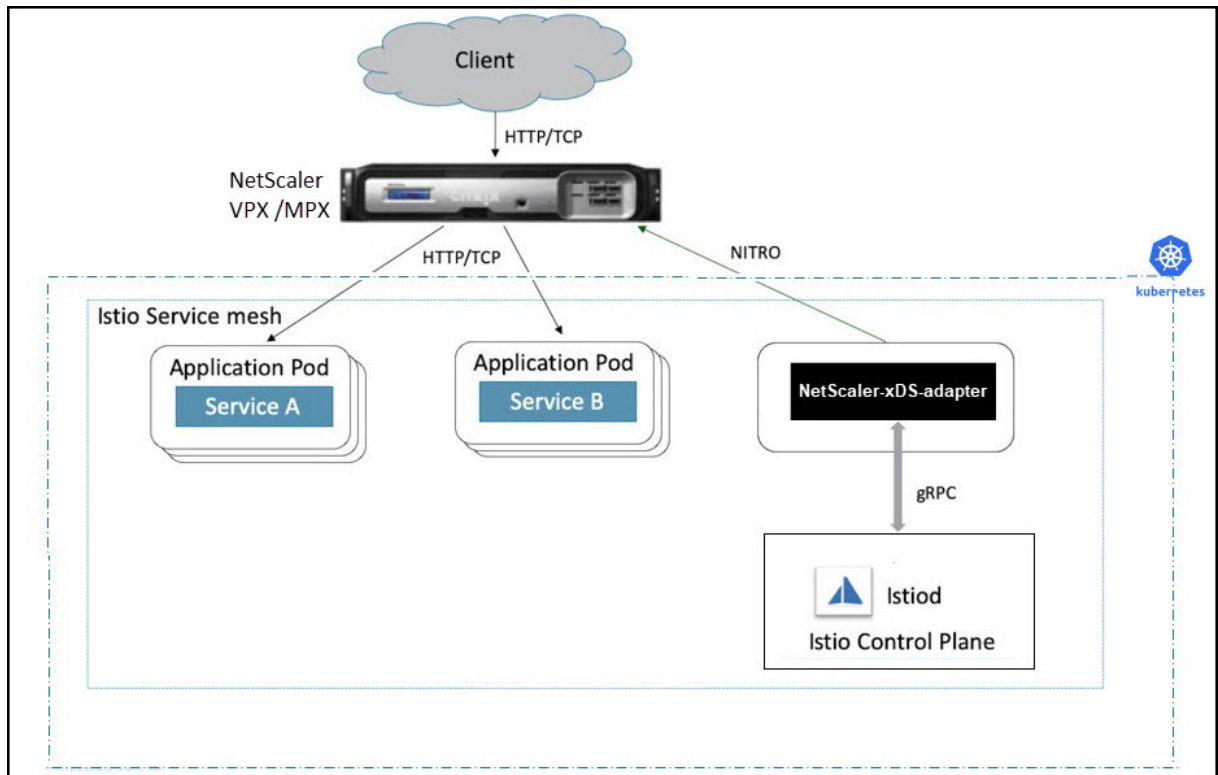 Client
HTTP/TCP
NetScaler
VPX /MPX
CITRIX
HTTP/TCP
NITRO
kubernetes
Istio Service mesh
Application Pod
Service A
Application Pod
Service B
NetScaler-xDS-adapter
gRPC
Istiod
Istio Control Plane